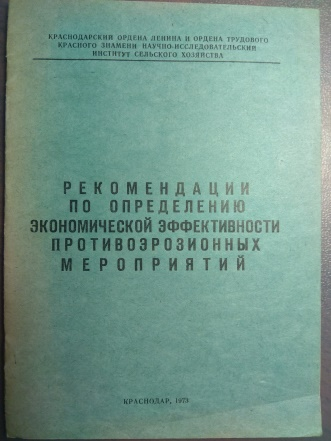 КРАСНОДАРСКИЙ ОРДЕНА ЛЕНИНА И ОРДЕНА ТРУДОВОГО
КРАСНОГО ЗНАМЕНИ НАУЧНО-ИССЛЕДОВАТЕЛЬСКИЙ
ИНСТИТУТ СЕЛЬСКОГО ХОЗЯЙСТВА
РЕКОМЕНДАЦИИ
ПО ОПРЕДЕЛЕНИЮ
ЭКОНОМИЧЕСКОЙ ЭФФЕКТИВНОСТИ
ПРОТИВОЭРОЗИОННЫХ
МЕРОПРИЯТИЙ
КРАСНОДАР, 1973